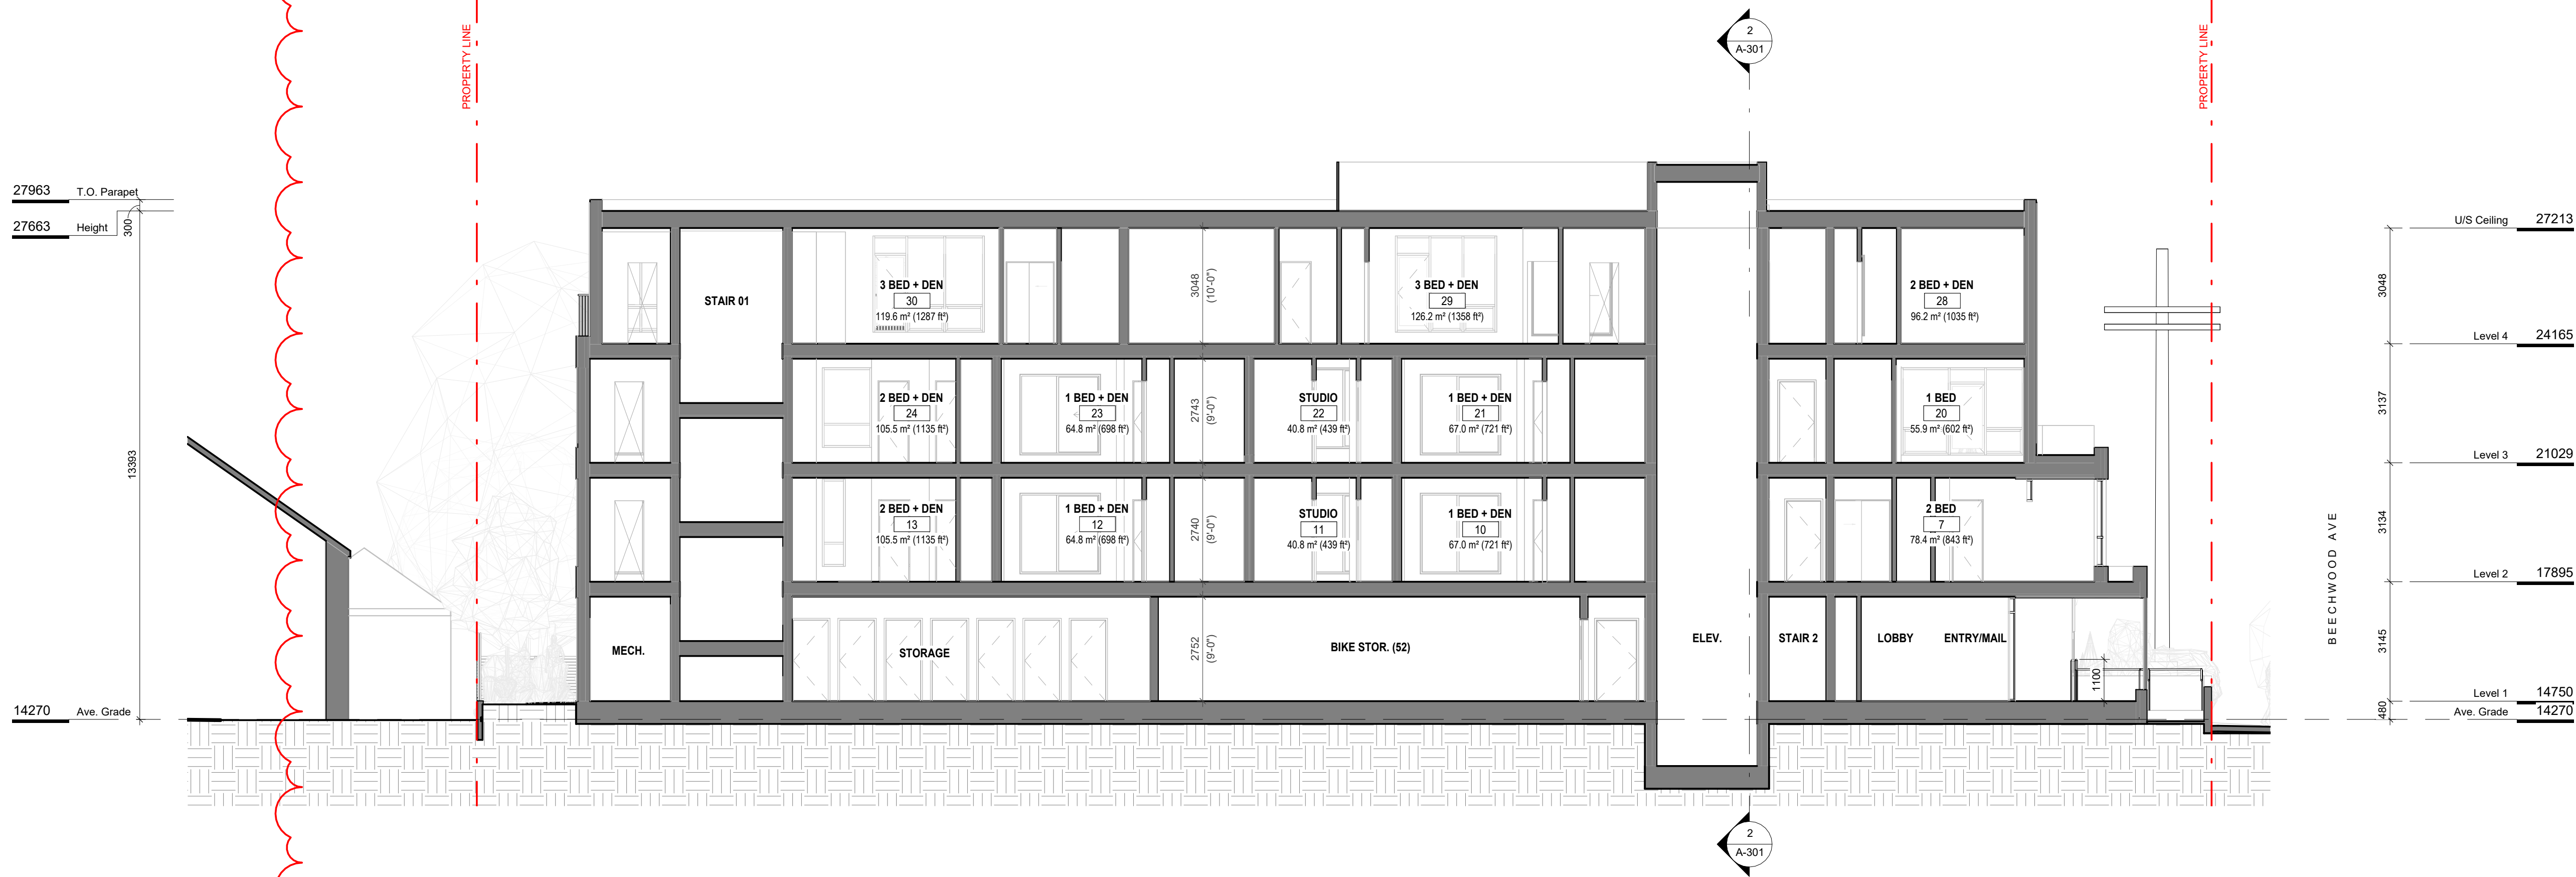 2
A-301
PROPERTY LINE
PROPERTY LINE
27963 T.O. Parapet
300
27663 Height
13393
14270 Ave. Grade
U/S Ceiling 27213
3048
Level 4 24165
3137
Level 3 21029
3134
Level 2 17895
3145
Level 1 14750
480
Ave. Grade 14270
BEECHWOOD AVE
STAIR 01
3 BED + DEN
30
119.6 m² (1287 ft²)
3048
(10'-0")
3 BED + DEN
29
126.2 m² (1358 ft²)
2 BED + DEN
28
96.2 m² (1035 ft²)
2 BED + DEN
24
105.5 m² (1135 ft²)
1 BED + DEN
23
64.8 m² (698 ft²)
2743
(9'-0")
STUDIO
22
40.8 m² (439 ft²)
1 BED + DEN
21
67.0 m² (721 ft²)
1 BED
20
55.9 m² (602 ft²)
2 BED + DEN
13
105.5 m² (1135 ft²)
1 BED + DEN
12
64.8 m² (698 ft²)
2740
(9'-0")
STUDIO
11
40.8 m² (439 ft²)
1 BED + DEN
10
67.0 m² (721 ft²)
2 BED
7
78.4 m² (843 ft²)
MECH.
STORAGE
2752
(9'-0")
BIKE STOR. (52)
ELEV.
STAIR 2
LOBBY
ENTRY/MAIL
1100
2
A-301